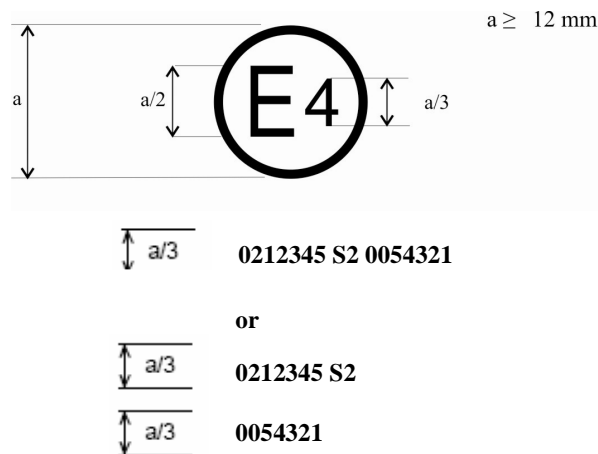 a ≥ 12 mm
a
a/2
E4
a/3
a/3 0212345 S2 0054321
or
a/3 0212345 S2
a/3 0054321